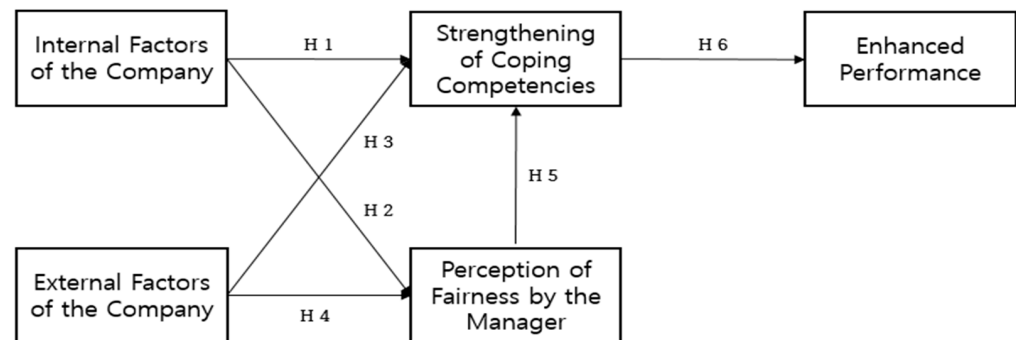 Internal Factors
of the Company
H 1
Strengthening
of Coping
Competencies
H 6
Enhanced
Performance
H 3
H 2
H 5
External Factors
of the Company
H 4
Perception of
Fairness by the
Manager